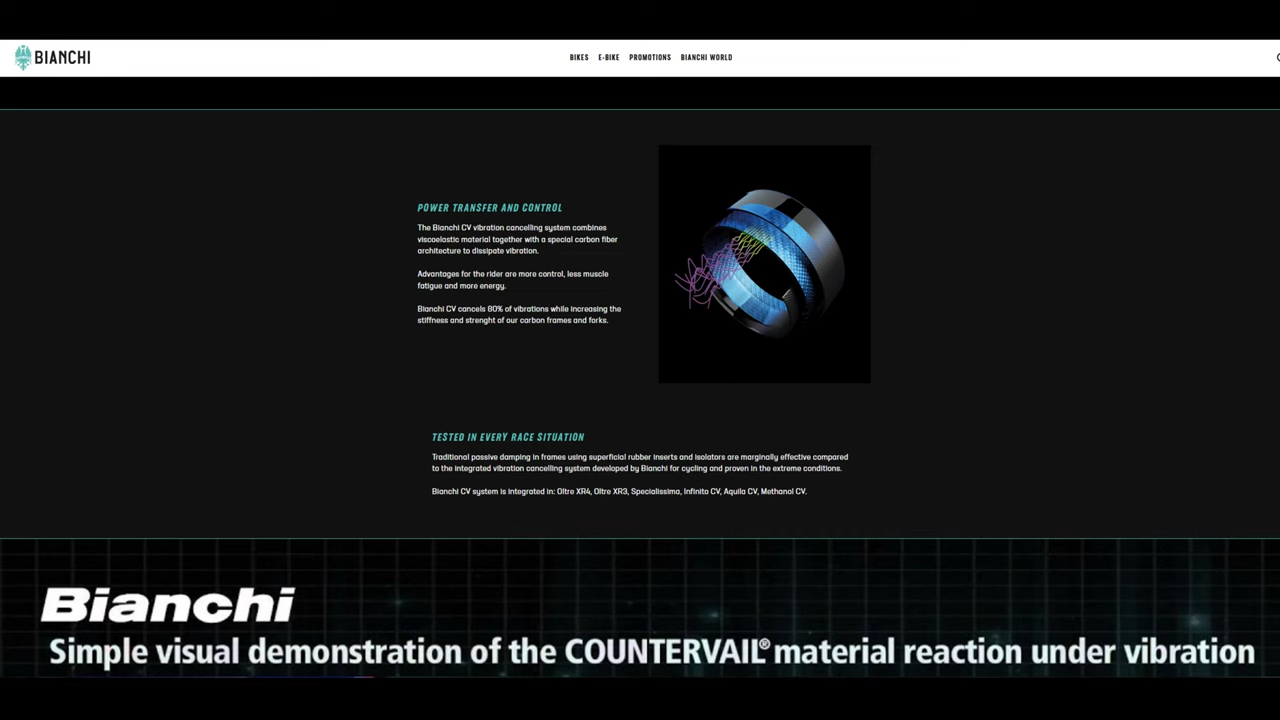 BIANCHI
BIKES E-BIKE PROMOTIONS BIANCHI WORLD
POWER TRANSFER AND CONTROL
The Bianchi CV vibration cancelling system combines
viscoelastic material together with a special carbon fiber
architecture to dissipate vibration.
Advantages for the rider are more control, less muscle
fatigue and more energy.
Bianchi CV cancels 80% of vibrations while increasing the
stiffness and strenght of our carbon frames and forks.
TESTED IN EVERY RACE SITUATION
Traditional passive damping in frames using superficial rubber inserts and isolators are marginally effective compared
to the integrated vibration cancelling system developed by Bianchi for cycling and proven in the extreme conditions.
Bianchi CV system is integrated in: Oltre XR4, Oltre XR3, Specialissima, Infinito CV, Aquila CV, Methanol CV.
Bianchi
Simple visual demonstration of the COUNTERVAIL® material reaction under vibration